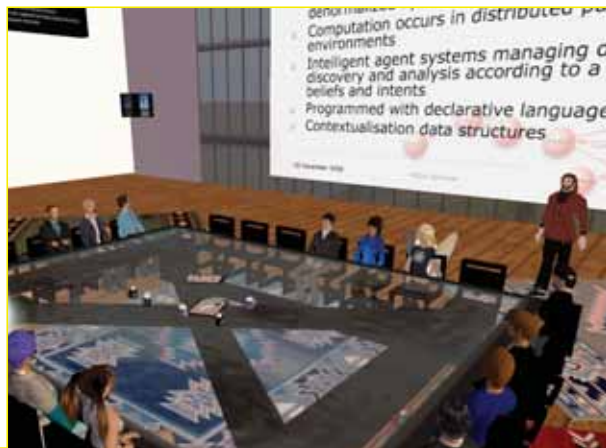 Computation occurs in distributed
environments
Intelligent agent systems managing
discovery and analysis according to a
beliefs and intents
Programmed with declarative language
Contextualisation data structures